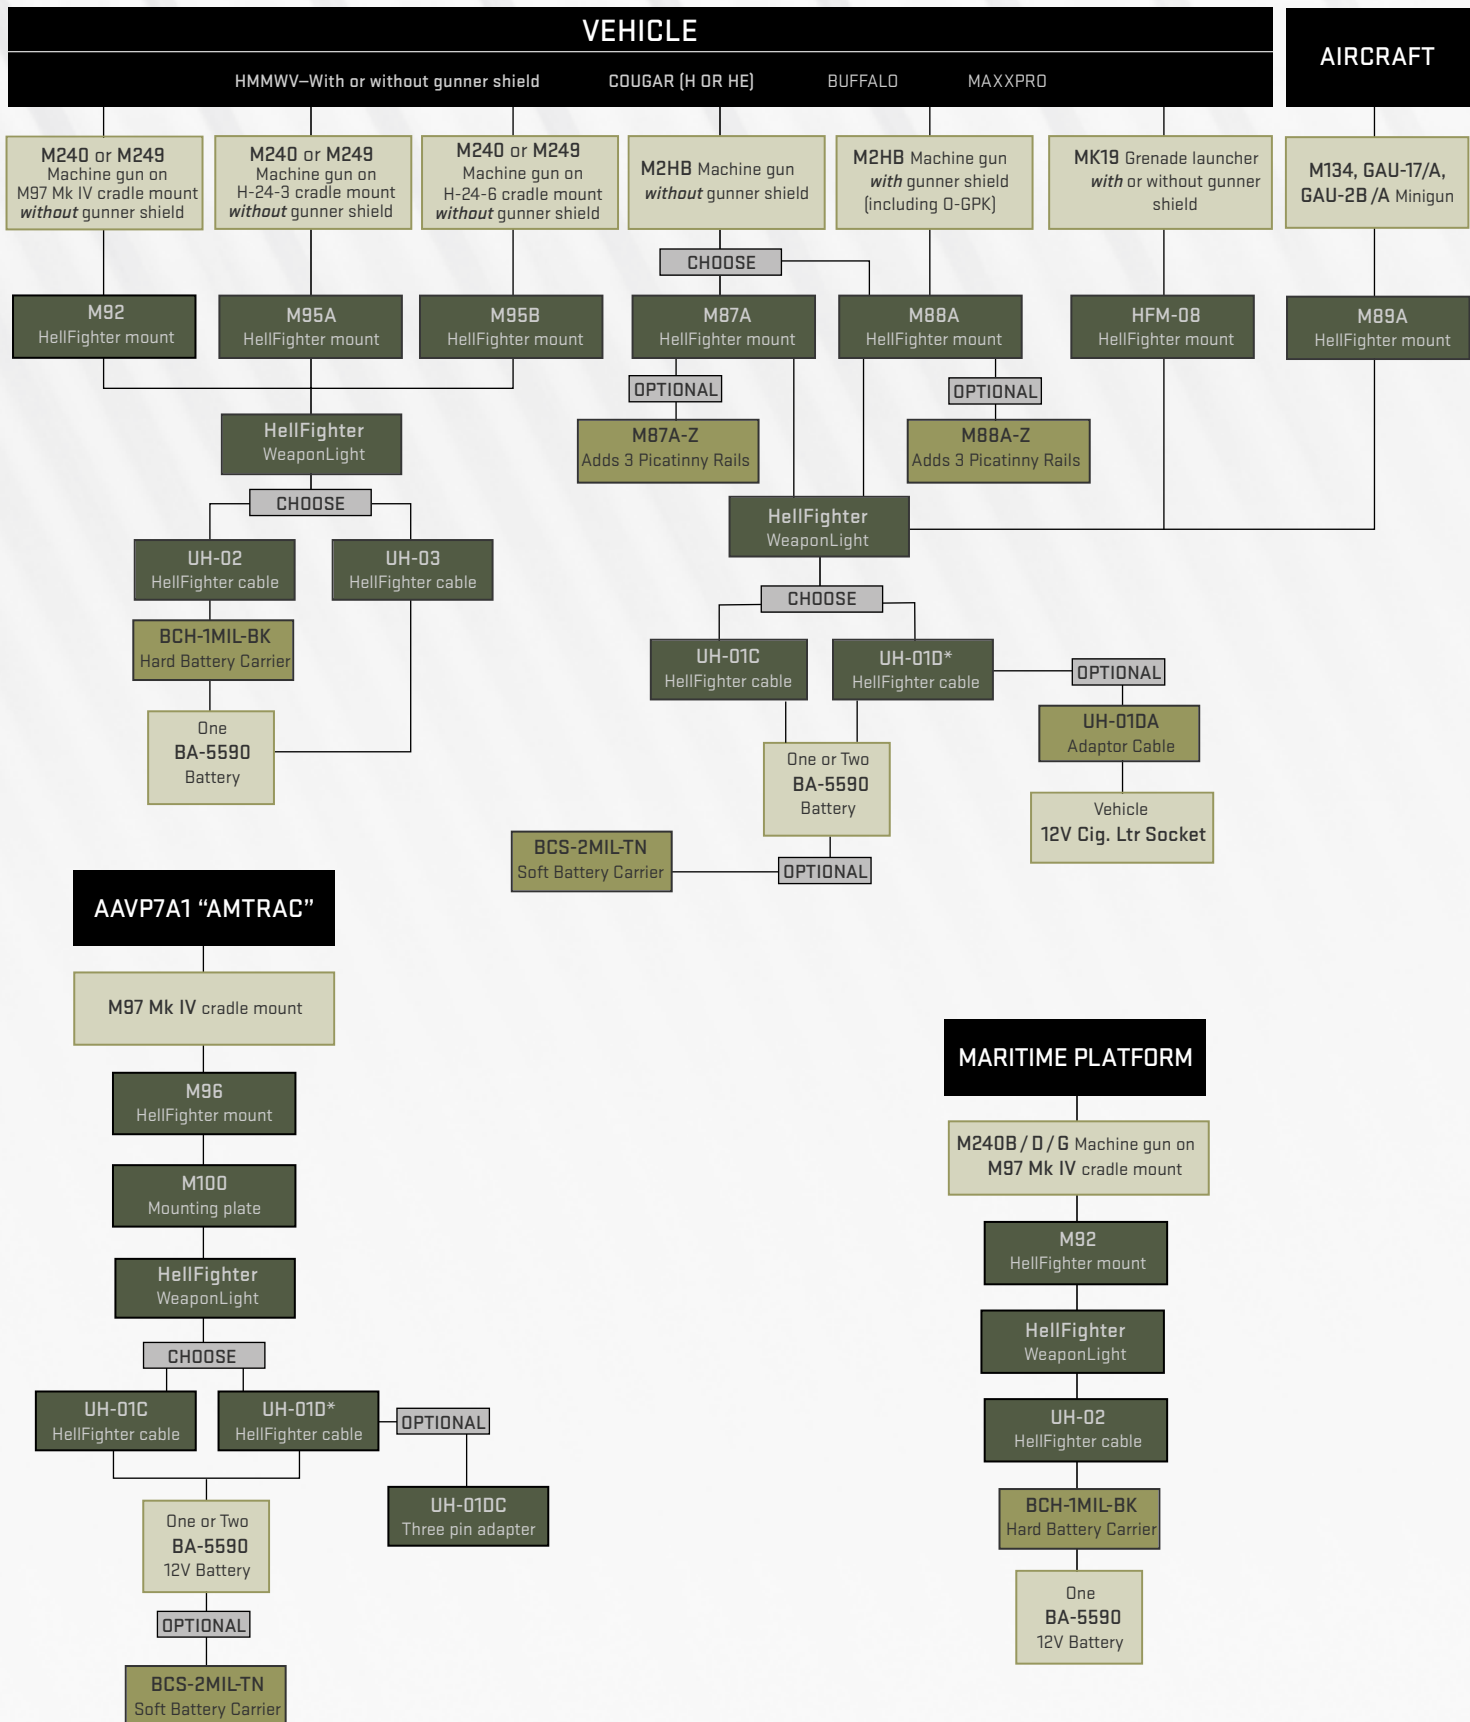 VEHICLE
HMMWV—With or without gunner shield
COUGAR (H OR HE)
BUFFALO
MAXXPRO
AIRCRAFT
M240 or M249
Machine gun on
M97 Mk IV cradle mount
without gunner shield
M240 or M249
Machine gun on
H-24-3 cradle mount
without gunner shield
M240 or M249
Machine gun on
H-24-6 cradle mount
without gunner shield
M2HB Machine gun
without gunner shield
M2HB Machine gun
with gunner shield
(including O-GPK)
MK19 Grenade launcher
with or without gunner
shield
M134, GAU-17/A,
GAU-2B /A Minigun
CHOOSE
M92
HellFighter mount
M95A
HellFighter mount
M95B
HellFighter mount
M87A
HellFighter mount
M88A
HellFighter mount
HFM-08
HellFighter mount
M89A
HellFighter mount
OPTIONAL
OPTIONAL
M87A-Z
Adds 3 Picatinny Rails
M88A-Z
Adds 3 Picatinny Rails
HellFighter
WeaponLight
CHOOSE
UH-02
HellFighter cable
UH-03
HellFighter cable
BCH-1MIL-BK
Hard Battery Carrier
One
BA-5590
Battery
HellFighter
WeaponLight
CHOOSE
UH-01C
HellFighter cable
UH-01D*
HellFighter cable
OPTIONAL
UH-01DA
Adaptor Cable
Vehicle
12V Cig. Ltr Socket
One or Two
BA-5590
Battery
OPTIONAL
BCS-2MIL-TN
Soft Battery Carrier
AAVP7A1 “AMTRAC”
M97 Mk IV cradle mount
M96
HellFighter mount
M100
Mounting plate
HellFighter
WeaponLight
CHOOSE
UH-01C
HellFighter cable
UH-01D*
HellFighter cable
OPTIONAL
UH-01DC
Three pin adapter
One or Two
BA-5590
12V Battery
OPTIONAL
BCS-2MIL-TN
Soft Battery Carrier
MARITIME PLATFORM
M240B / D / G Machine gun on
M97 Mk IV cradle mount
M92
HellFighter mount
HellFighter
WeaponLight
UH-02
HellFighter cable
BCH-1MIL-BK
Hard Battery Carrier
One
BA-5590
12V Battery